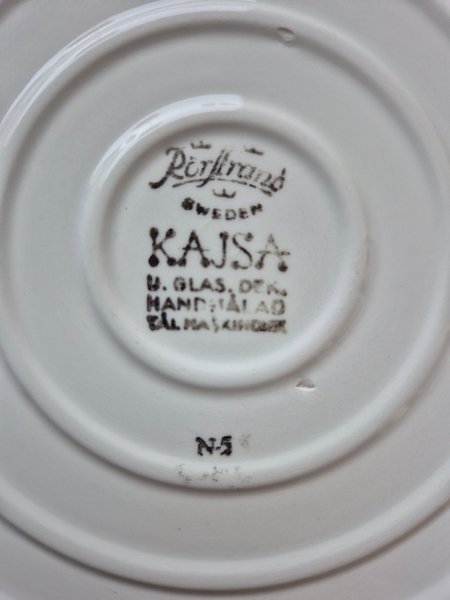 Rörstrand
SWEDEN
KAJSA
U. GLAS. DEK.
HANDMÅLAD
TÅL MASKINDISK
N-5